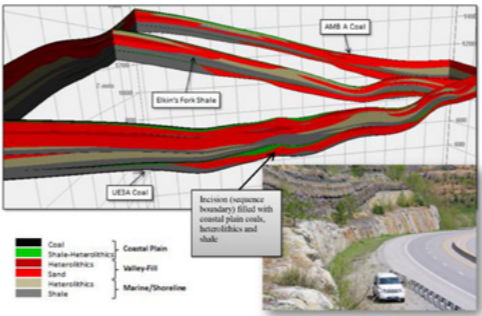 AMB A Coal
Elkin's Fork Shale
UE3A Coal
Incision (sequence
boundary) filled with
coastal plain coals,
heterolithics and
shale
Coal
Shale-Heterolithics
Coastal Plain
Heterolithics
Valley-Fill
Sand
Heterolithics
Marine/Shoreline
Shale